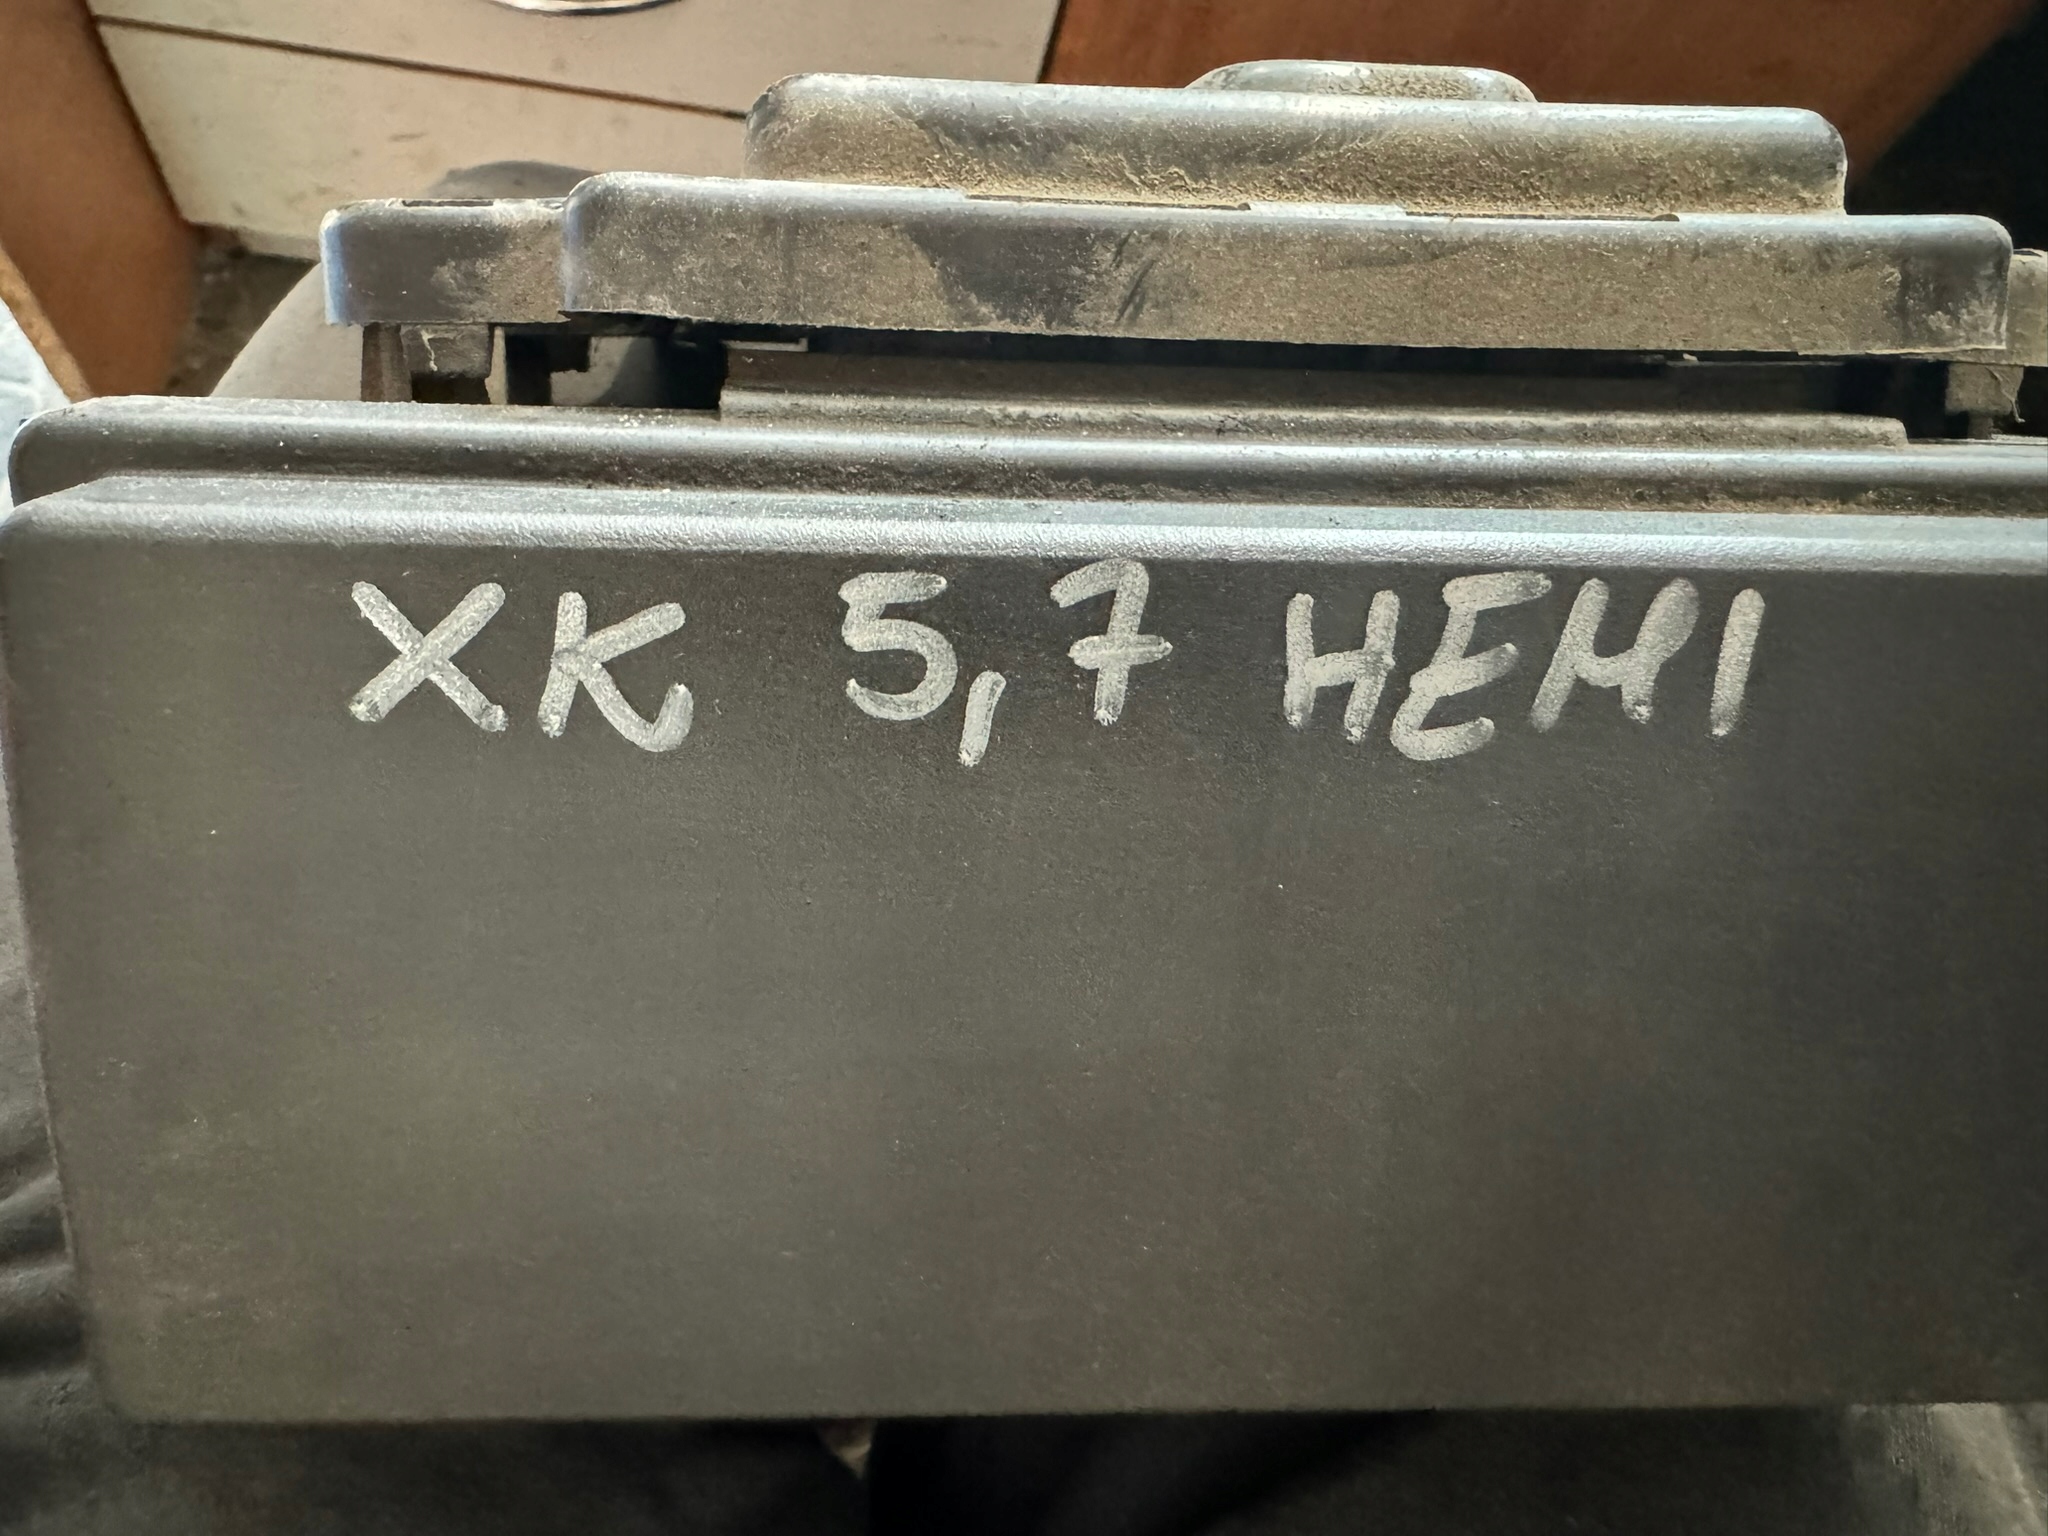 XK 5,7 HEMI